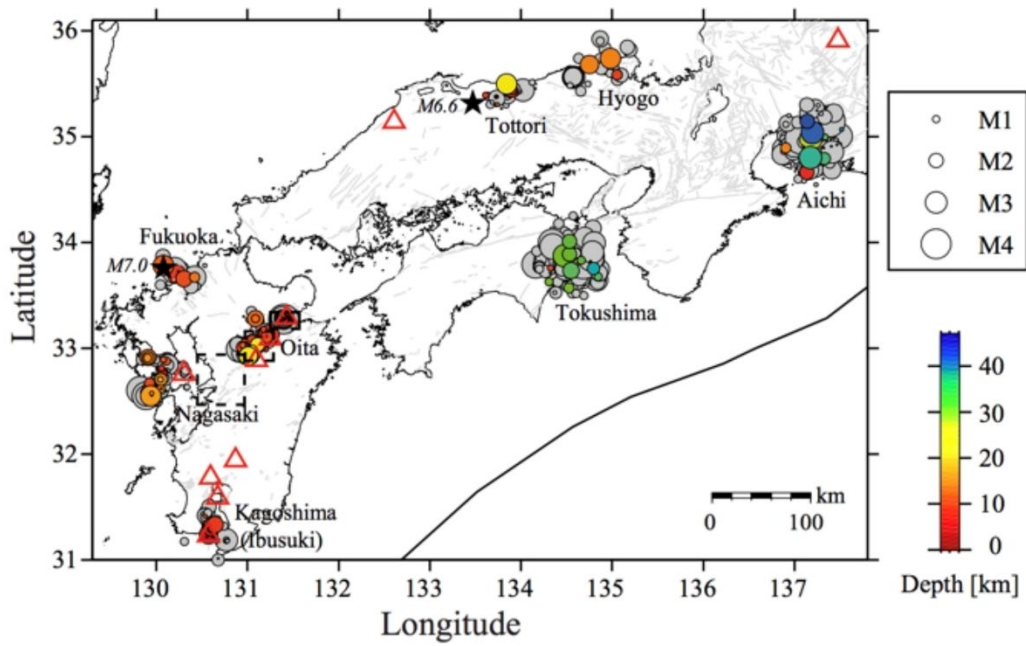 36
35
34
33
32
31
Latitude
130
131
132
133
134
135
136
137
Longitude
M6.6
Tottori
Hyogo
Aichi
Fukuoka
M7.0
Tokushima
Oita
Nagasaki
Kagoshima
(Ibusuki)
km
0 100
M1
M2
M3
M4
40
30
20
10
0
Depth [km]